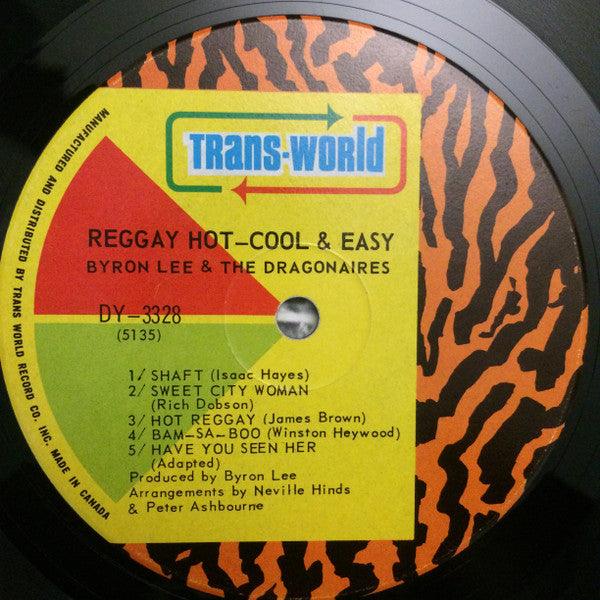 TRANS-WORLD
REGGAY HOT-COOL & EASY
BYRON LEE & THE DRAGONAIRES
DY-3328
(5135)
1/ SHAFT (Isaac Hayes)
2/ SWEET CITY WOMAN
(Rich Dobson)
3/ HOT REGGAY (James Brown)
4/ BAM-SA-BOO (Winston Heywood)
5/ HAVE YOU SEEN HER
(Adapted)
Produced by Byron Lee
Arrangements by Neville Hinds
& Peter Ashbourne
MANUFACTURED AND DISTRIBUTED BY TRANS WORLD RECORD CO. INC. MADE IN CANADA